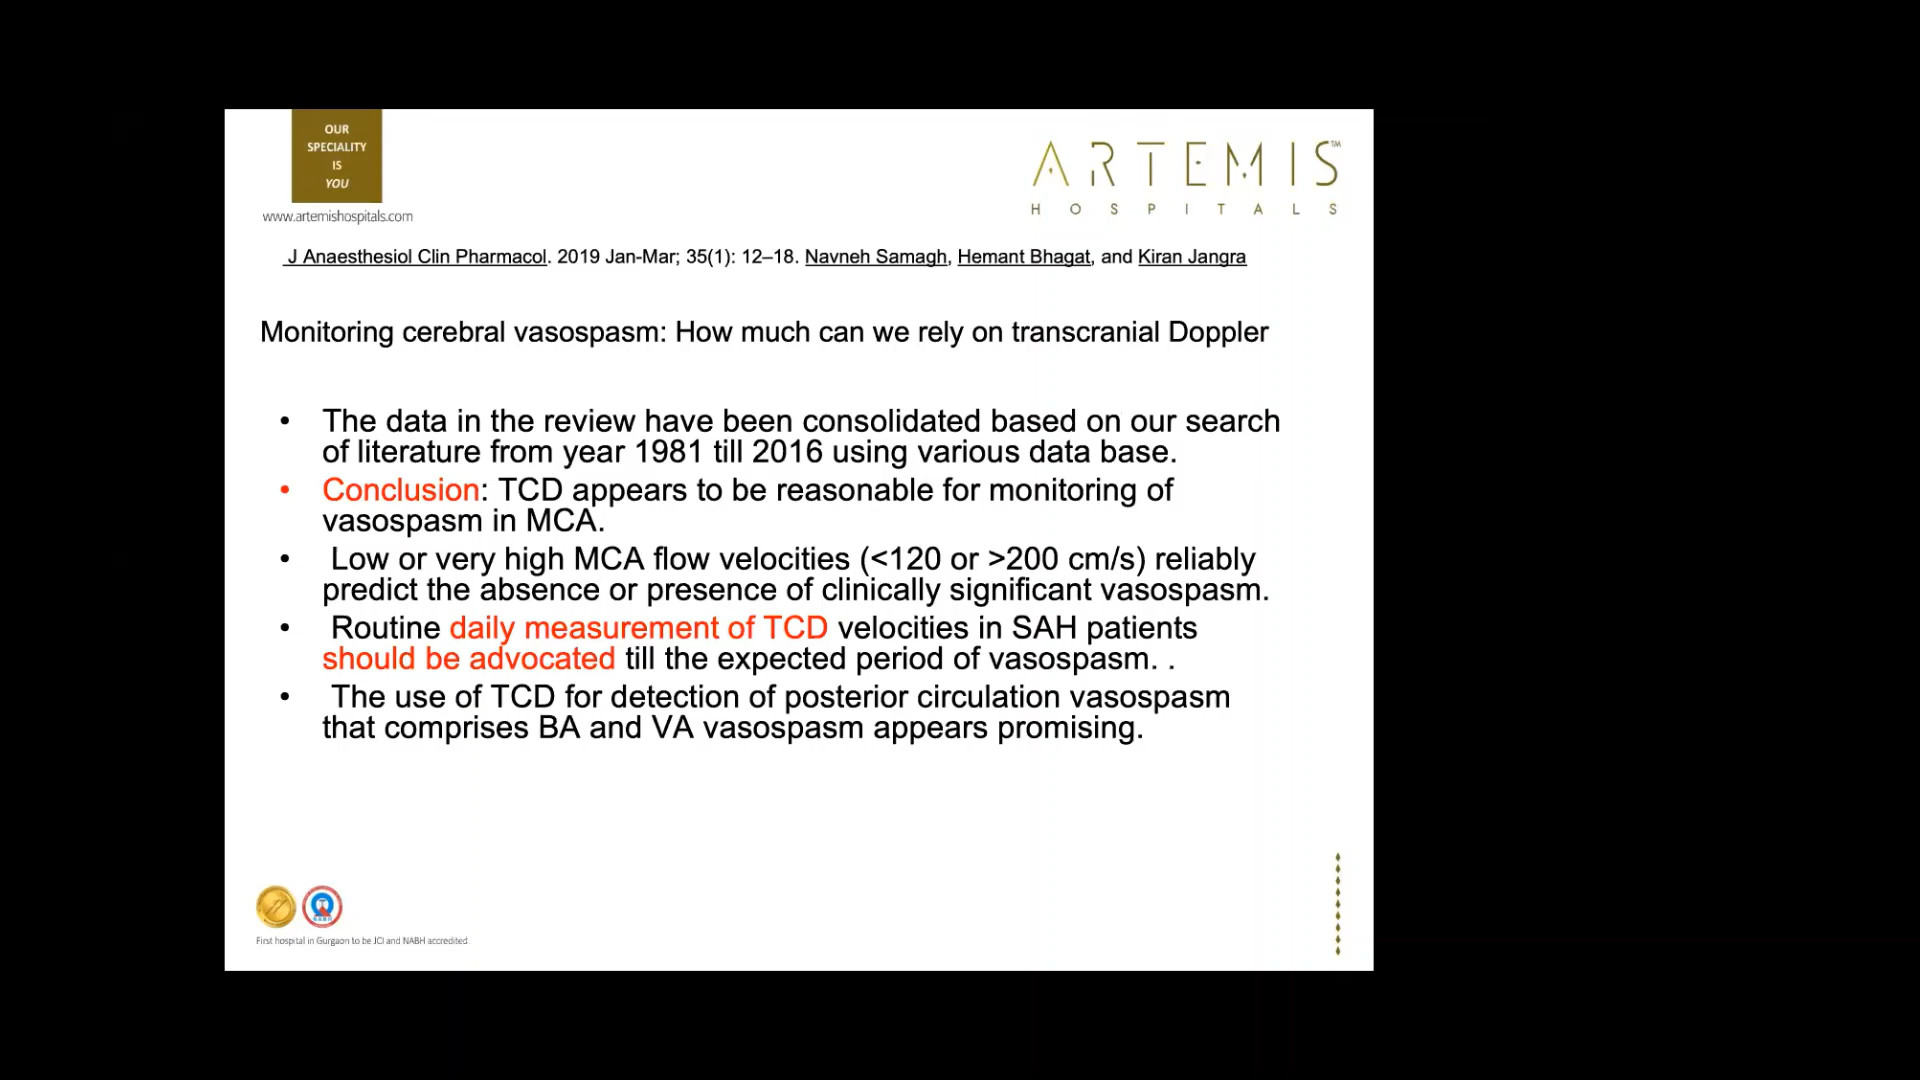 OUR
SPECIALITY
IS
YOU
www.artemishospitals.com
ARTEMIS™
HOSPITALS
J Anaesthesiol Clin Pharmacol. 2019 Jan-Mar; 35(1): 12–18. Navneh Samagh, Hemant Bhagat, and Kiran Jangra
Monitoring cerebral vasospasm: How much can we rely on transcranial Doppler
• The data in the review have been consolidated based on our search
of literature from year 1981 till 2016 using various data base.
• Conclusion: TCD appears to be reasonable for monitoring of
vasospasm in MCA.
• Low or very high MCA flow velocities (<120 or >200 cm/s) reliably
predict the absence or presence of clinically significant vasospasm.
• Routine daily measurement of TCD velocities in SAH patients
should be advocated till the expected period of vasospasm. .
• The use of TCD for detection of posterior circulation vasospasm
that comprises BA and VA vasospasm appears promising.
First hospital in Gurgaon to be JCI and NABH accredited.